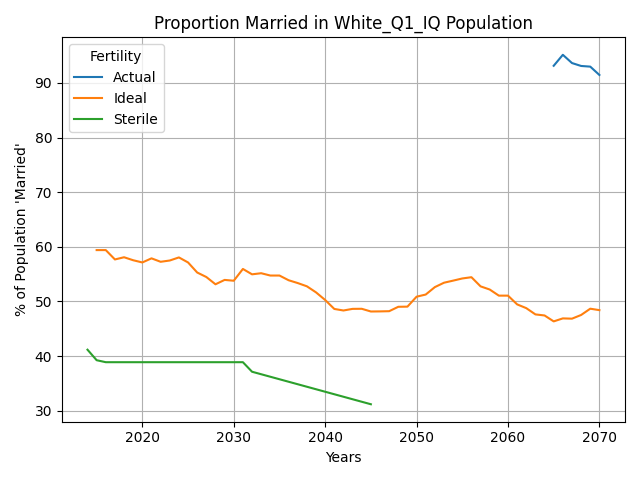 Proportion Married in White_Q1_IQ Population
% of Population 'Married'
Fertility
Actual
Ideal
Sterile
90
80
70
60
50
40
30
2020 2030 2040 2050 2060 2070
Years